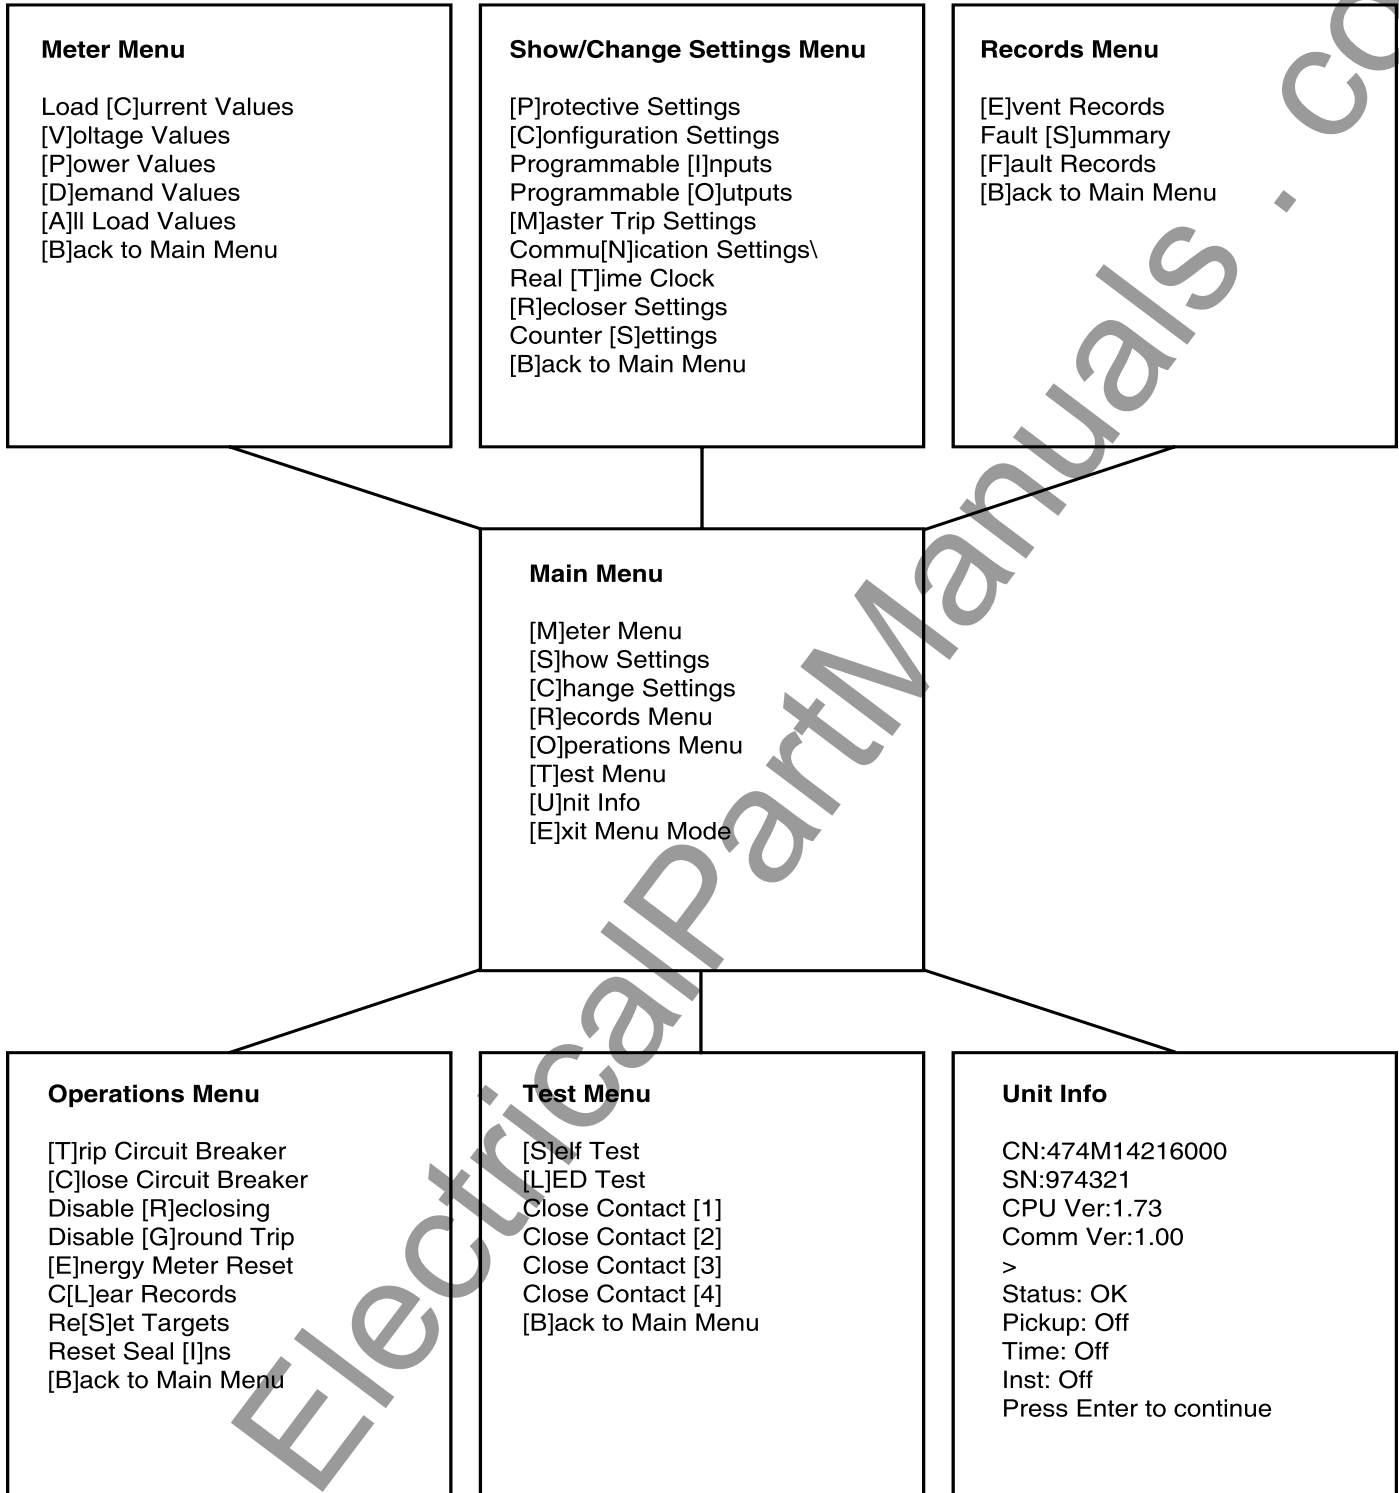 Meter Menu
Load [C]urrent Values
[V]oltage Values
[P]ower Values
[D]emand Values
[A]ll Load Values
[B]ack to Main Menu
Show/Change Settings Menu
[P]rotective Settings
[C]onfiguration Settings
Programmable [I]nputs
Programmable [O]utputs
[M]aster Trip Settings
Commu[N]ication Settings\
Real [T]ime Clock
[R]ecloser Settings
Counter [S]ettings
[B]ack to Main Menu
Records Menu
[E]vent Records
Fault [S]ummary
[F]ault Records
[B]ack to Main Menu
Main Menu
[M]eter Menu
[S]how Settings
[C]hange Settings
[R]ecords Menu
[O]perations Menu
[T]est Menu
[U]nit Info
[E]xit Menu Mode
Operations Menu
[T]rip Circuit Breaker
[C]lose Circuit Breaker
Disable [R]eclosing
Disable [G]round Trip
[E]nergy Meter Reset
C[L]ear Records
Re[S]et Targets
Reset Seal [I]ns
[B]ack to Main Menu
Test Menu
[S]elf Test
[L]ED Test
Close Contact [1]
Close Contact [2]
Close Contact [3]
Close Contact [4]
[B]ack to Main Menu
Unit Info
CN:474M14216000
SN:974321
CPU Ver:1.73
Comm Ver:1.00
>
Status: OK
Pickup: Off
Time: Off
Inst: Off
Press Enter to continue
ElectricalPartManuals . co